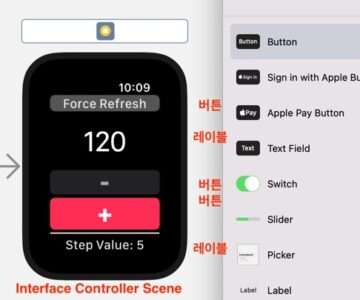 10:09
Force Refresh
버튼
120
레이블
-
버튼
+
버튼
Step Value: 5
레이블
Interface Controller Scene
Button
Button
Sign in
Sign in with Apple Bu
Pay
Apple Pay Button
Text
Text Field
Switch
Slider
Picker
Label
Label